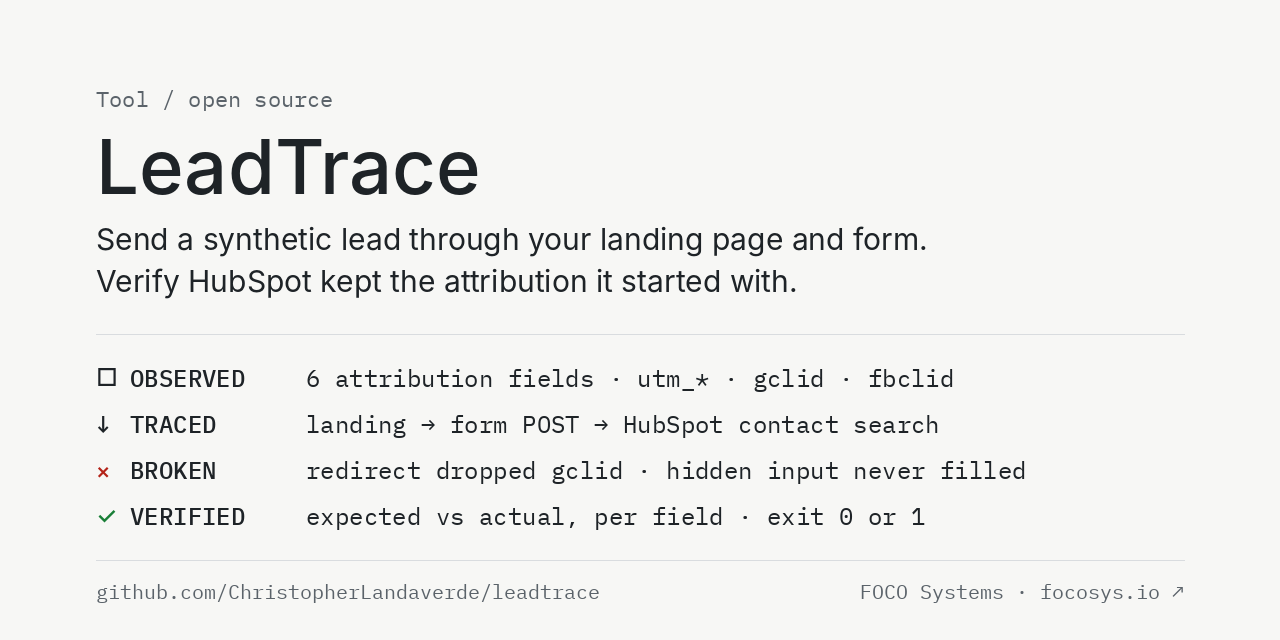 Tool / open source
LeadTrace
Send a synthetic lead through your landing page and form.
Verify HubSpot kept the attribution it started with.
☐ OBSERVED 6 attribution fields · utm_* · gclid · fbclid
↓ TRACED landing → form POST → HubSpot contact search
× BROKEN redirect dropped gclid · hidden input never filled
✓ VERIFIED expected vs actual, per field · exit 0 or 1
github.com/ChristopherLandaverde/leadtrace FOCO Systems · focosys.io ↗